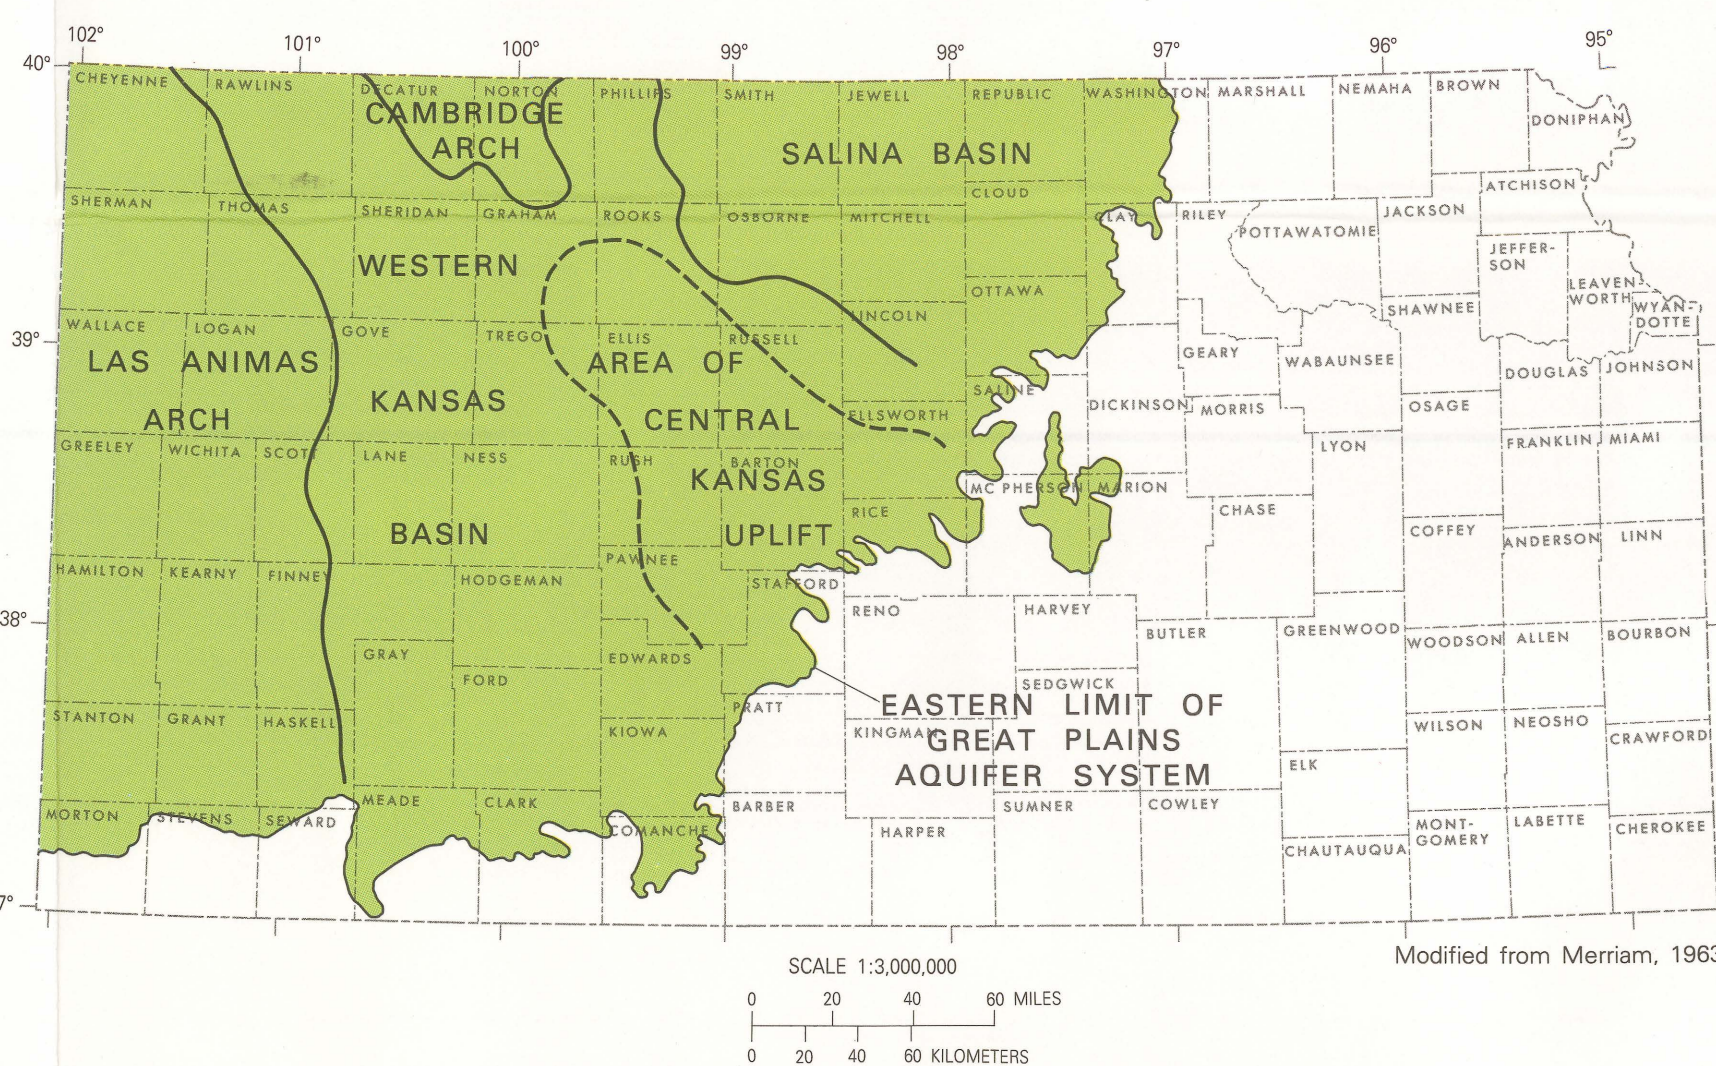 102° 101° 100° 99° 98° 97° 96° 95°
40°
CHEYENNE RAWLINS DECATUR NORTON PHILLIPS SMITH JEWELL REPUBLIC WASHINGTON MARSHALL NEMAHA BROWN
DONIPHAN
CAMBRIDGE
ARCH
SALINA BASIN
SHERMAN THOMAS SHERIDAN GRAHAM ROOKS OSBORNE MITCHELL CLOUD CLAY RILEY POTTAWATOMIE JACKSON ATCHISON
JEFFER-
SON
LEAVEN-
WORTH
WYAN-
DOTTE
WESTERN
OTTAWA
LINCOLN
SHAWNEE
39°
WALLACE LOGAN GOVE TREGO ELLIS RUSSELL
LAS ANIMAS
ARCH
KANSAS
AREA OF
CENTRAL
KANSAS
UPLIFT
SALINE
ELLSWORTH
DICKINSON GEARY MORRIS WABAUNSEE OSAGE DOUGLAS JOHNSON
LYON FRANKLIN MIAMI
GREELEY WICHITA SCOTT LANE NESS RUSH BARTON
MC PHERSON MARION
RICE
CHASE
COFFEY ANDERSON LINN
BASIN
PAWNEE
HAMILTON KEARNY FINNEY HODGEMAN STAFFORD
38°
RENO HARVEY
BUTLER GREENWOOD WOODSON ALLEN BOURBON
GRAY
FORD
EDWARDS
SEDGWICK
EASTERN LIMIT OF
GREAT PLAINS
AQUIFER SYSTEM
STANTON GRANT HASKELL KIOWA PRATT KINGMAN
WILSON NEOSHO CRAWFORD
ELK
MORTON STEVENS SEWARD MEADE CLARK COMANCHE BARBER HARPER SUMNER COWLEY
CHAUTAUQUA
MONT-
GOMERY
LABETTE CHEROKEE
7°
Modified from Merriam, 1963
SCALE 1:3,000,000
0 20 40 60 MILES
0 20 40 60 KILOMETERS